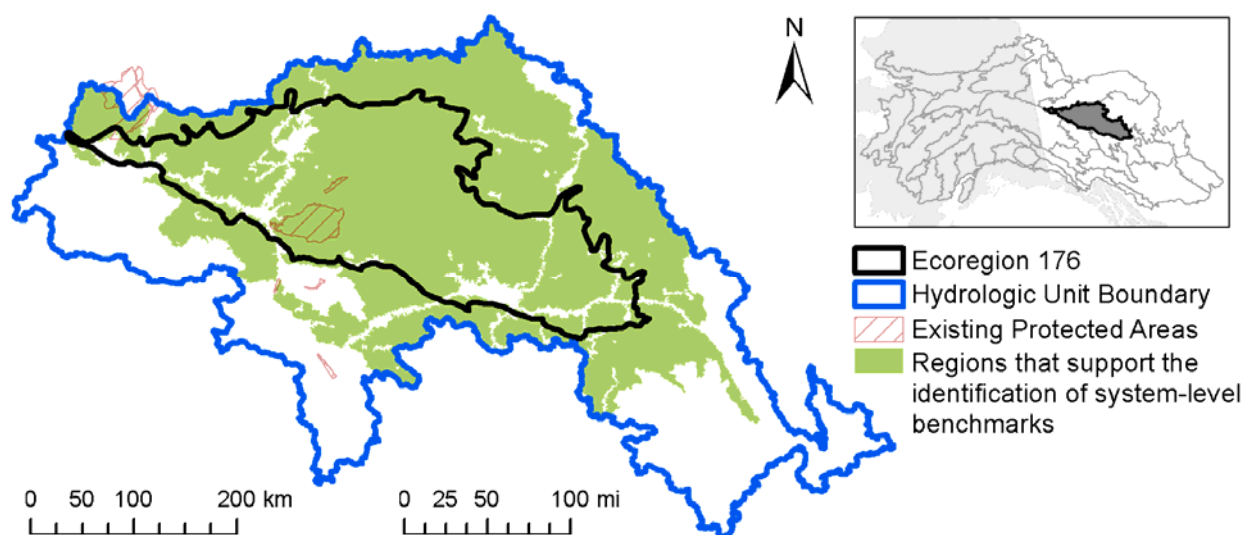 N
Ecoregion 176
Hydrologic Unit Boundary
Existing Protected Areas
Regions that support the
identification of system-level
benchmarks
0 50 100 200 km
0 25 50 100 mi